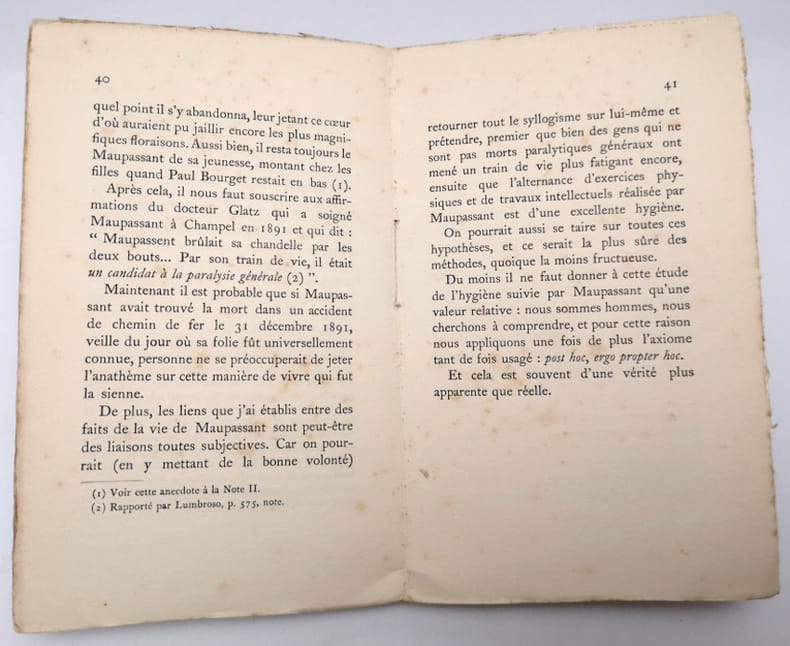 40
quel point il s'y abandonna, leur jetant ce cœur
d'où auraient pu jaillir encore les plus magni-
fiques floraisons. Aussi bien, il resta toujours le
Maupassant de sa jeunesse, montant chez les
filles quand Paul Bourget restait en bas (1).
Après cela, il nous faut souscrire aux affir-
mations du docteur Glatz qui a soigné
Maupassant à Champel en 1891 et qui dit :
“ Maupassent brûlait sa chandelle par les
deux bouts... Par son train de vie, il était
un candidat à la paralysie générale (2) ”.
Maintenant il est probable que si Maupas-
sant avait trouvé la mort dans un accident
de chemin de fer le 31 décembre 1891,
veille du jour où sa folie fût universellement
connue, personne ne se préoccuperait de jeter
l'anathème sur cette manière de vivre qui fut
la sienne.
De plus, les liens que j'ai établis entre des
faits de la vie de Maupassant sont peut-être
des liaisons toutes subjectives. Car on pour-
rait (en y mettant de la bonne volonté)
(1) Voir cette anecdote à la Note II.
(2) Rapporté par Lumbroso, p. 575, note.
41
retourner tout le syllogisme sur lui-même et
prétendre, premier que bien des gens qui ne
sont pas morts paralytiques généraux ont
mené un train de vie plus fatigant encore,
ensuite que l'alternance d'exercices phy-
siques et de travaux intellectuels réalisée par
Maupassant est d'une excellente hygiène.
On pourrait aussi se taire sur toutes ces
hypothèses, et ce serait la plus sûre des
méthodes, quoique la moins fructueuse.
Du moins il ne faut donner à cette étude
de l'hygiène suivie par Maupassant qu'une
valeur relative : nous sommes hommes, nous
cherchons à comprendre, et pour cette raison
nous appliquons une fois de plus l'axiome
tant de fois usagé : post hoc, ergo propter hoc.
Et cela est souvent d'une vérité plus
apparente que réelle.